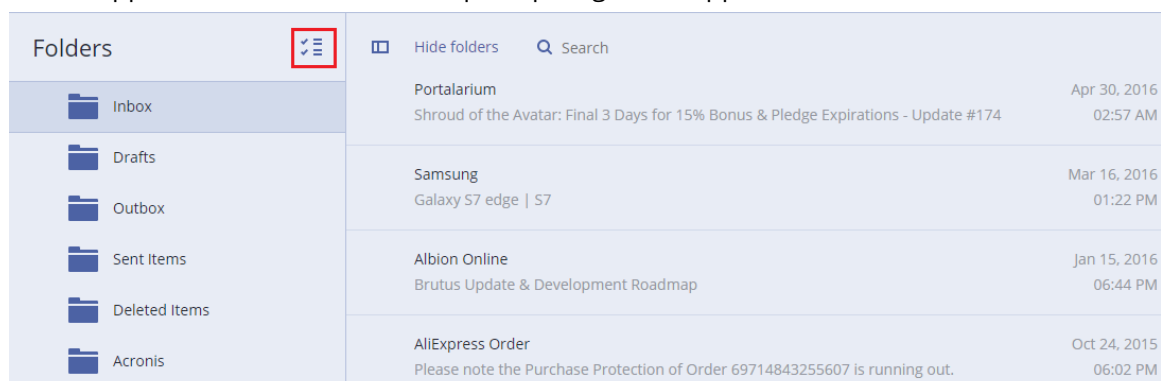 Folders
Inbox
Drafts
Outbox
Sent Items
Deleted Items
Acronis
Hide folders
Search
Portalarium
Apr 30, 2016
Shroud of the Avatar: Final 3 Days for 15% Bonus & Pledge Expirations - Update #174
02:57 AM
Samsung
Mar 16, 2016
Galaxy S7 edge | S7
01:22 PM
Albion Online
Jan 15, 2016
Brutus Update & Development Roadmap
06:44 PM
AliExpress Order
Oct 24, 2015
Please note the Purchase Protection of Order 69714843255607 is running out.
06:02 PM